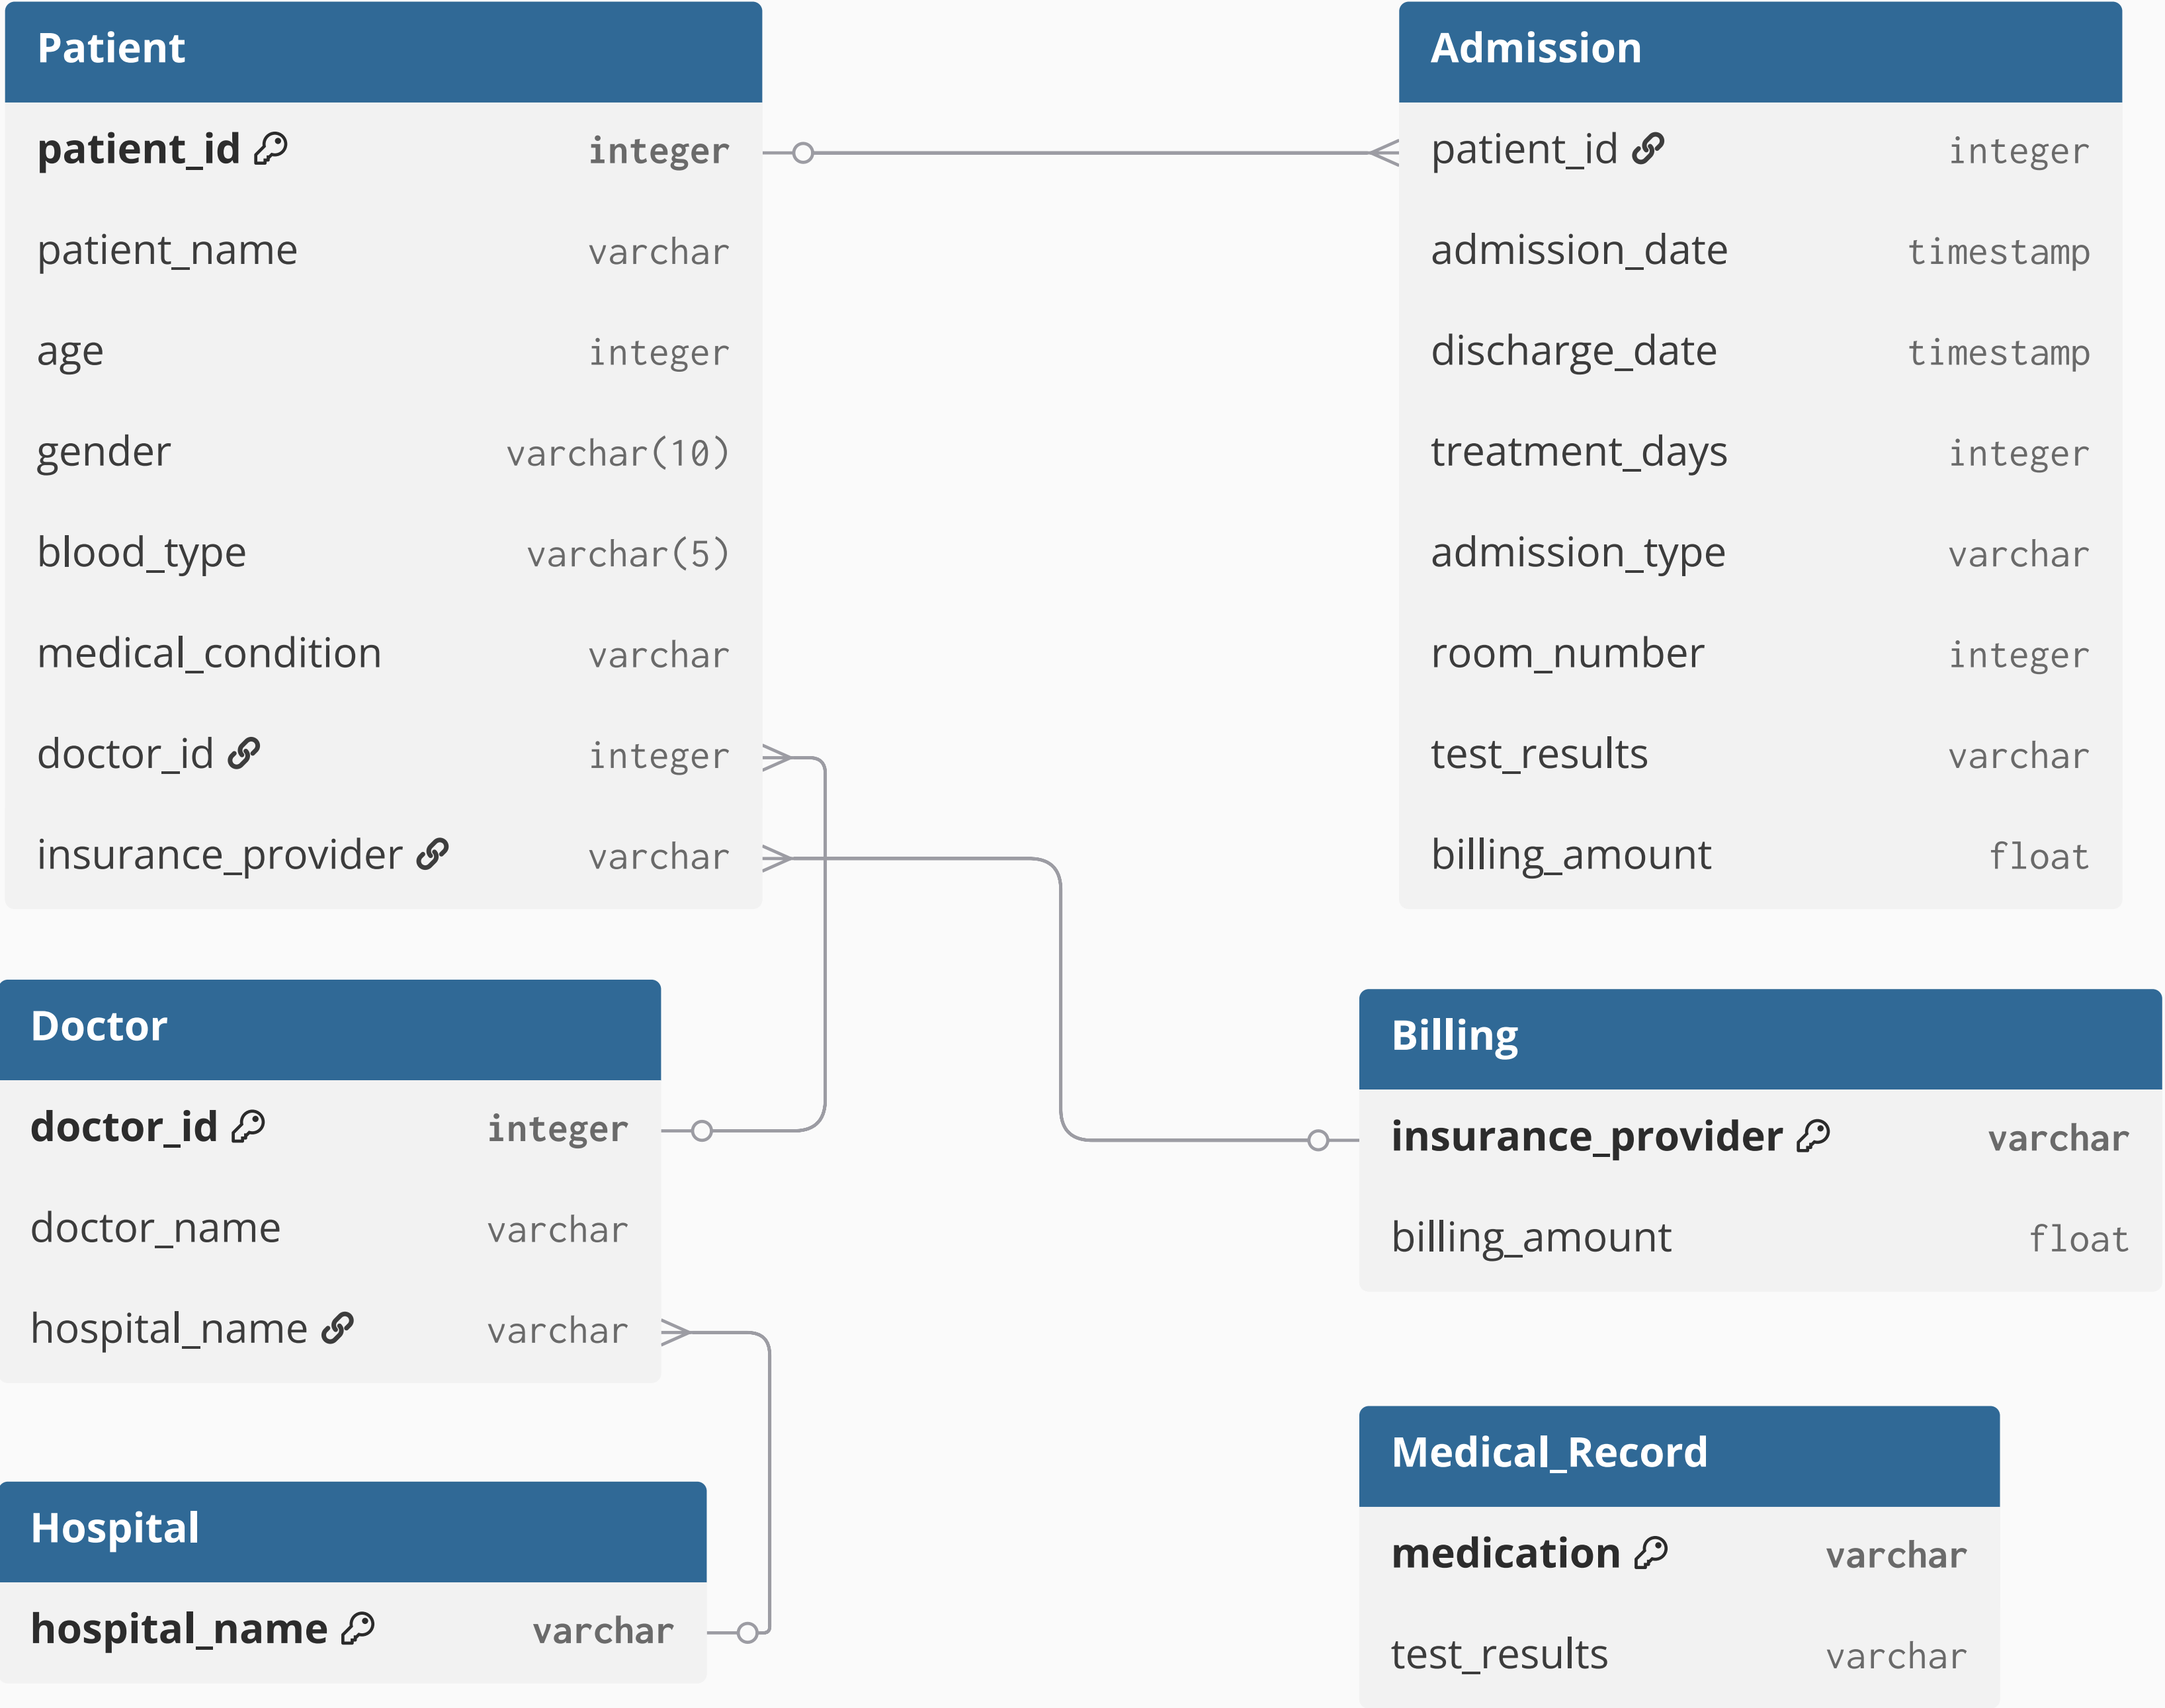 Patient
patient_id integer
patient_name varchar
age integer
gender varchar(10)
blood_type varchar(5)
medical_condition varchar
doctor_id integer
insurance_provider varchar
Admission
patient_id integer
admission_date timestamp
discharge_date timestamp
treatment_days integer
admission_type varchar
room_number integer
test_results varchar
billing_amount float
Doctor
doctor_id integer
doctor_name varchar
hospital_name varchar
Billing
insurance_provider varchar
billing_amount float
Hospital
hospital_name varchar
Medical_Record
medication varchar
test_results varchar